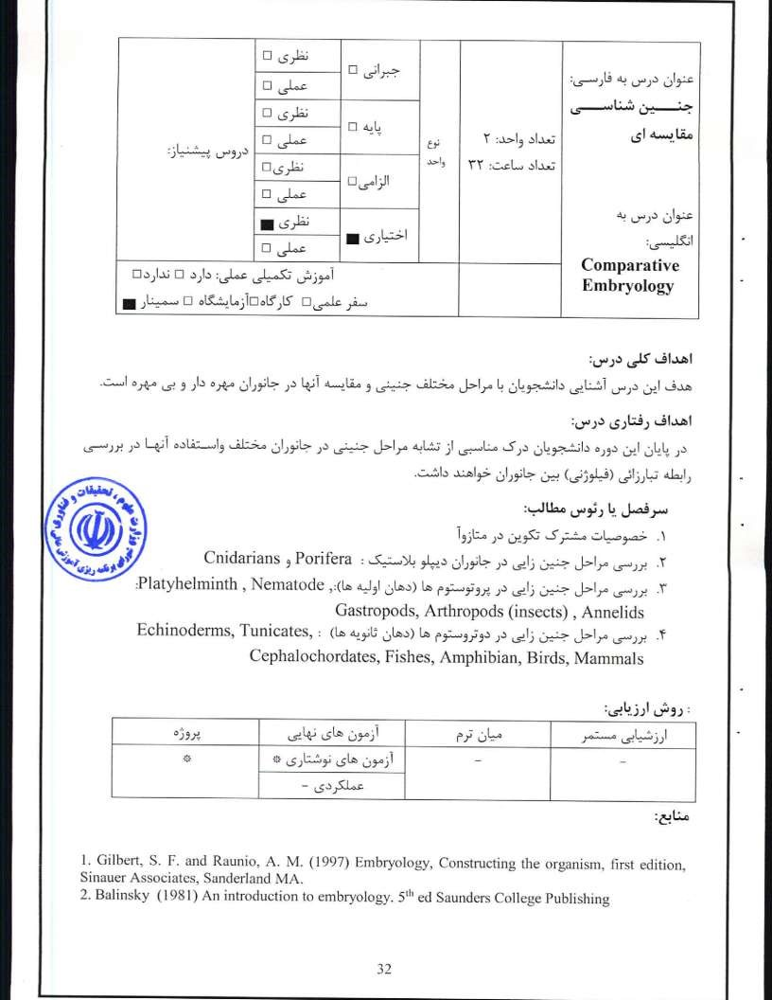 عنوان درس به فارسی:
جنین شناسی
مقایسه ای
عنوان درس به
انگلیسی:
Comparative
Embryology
تعداد واحد: ۲
تعداد ساعت: ۳۲
نوع
واحد
جبرانی □
نظری □
عملی □
پایه □
نظری □
عملی □
الزامی □
نظری □
عملی □
اختیاری ■
نظری ■
عملی □
دروس پیشنیاز:
آموزش تکمیلی عملی: دارد □ ندارد □
سفر علمی □ کارگاه □ آزمایشگاه □ سمینار ■
اهداف کلی درس:
هدف این درس آشنایی دانشجویان با مراحل مختلف جنینی و مقایسه آنها در جانوران مهره دار و بی مهره است.
اهداف رفتاری درس:
در پایان این دوره دانشجویان درک مناسبی از تشابه مراحل جنینی در جانوران مختلف واستفاده آنها در بررسی
رابطه تبارزائی (فیلوژنی) بین جانوران خواهند داشت.
سرفصل یا رئوس مطالب:
۱. خصوصیات مشترک تکوین در متازوآ
۲. بررسی مراحل جنین زایی در جانوران دیپلو بلاستیک : Porifera و Cnidarians
۳. بررسی مراحل جنین زایی در پروتوستوم ها (دهان اولیه ها):, Platyhelminth , Nematode:
Gastropods, Arthropods (insects) , Annelids
۴. بررسی مراحل جنین زایی در دوتروستوم ها (دهان ثانویه ها) : Echinoderms, Tunicates,
Cephalochordates, Fishes, Amphibian, Birds, Mammals
روش ارزیابی:
ارزشیابی مستمر میان ترم آزمون های نهایی پروژه
– – آزمون های نوشتاری * *
عملکردی –
منابع:
1. Gilbert, S. F. and Raunio, A. M. (1997) Embryology, Constructing the organism, first edition,
Sinauer Associates, Sanderland MA.
2. Balinsky (1981) An introduction to embryology. 5th ed Saunders College Publishing
32